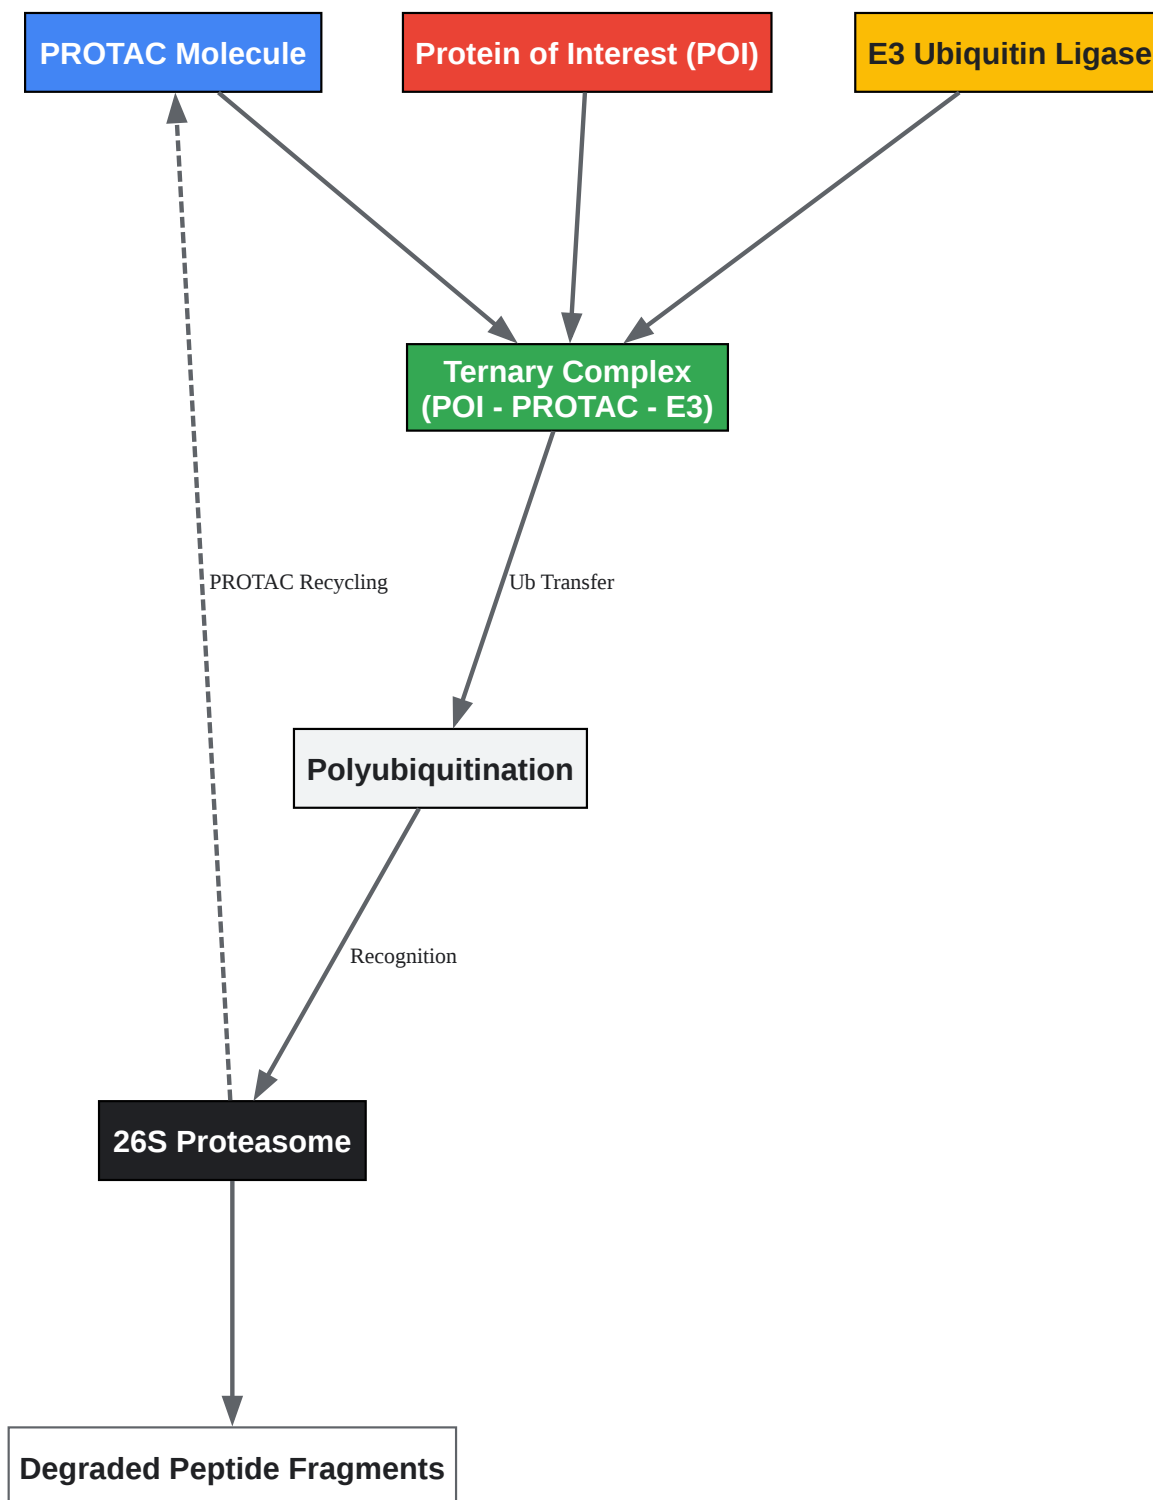 PROTAC Molecule
Protein of Interest (POI)
E3 Ubiquitin Ligase
Ternary Complex
(POI - PROTAC - E3)
PROTAC Recycling
Ub Transfer
Polyubiquitination
Recognition
26S Proteasome
Degraded Peptide Fragments